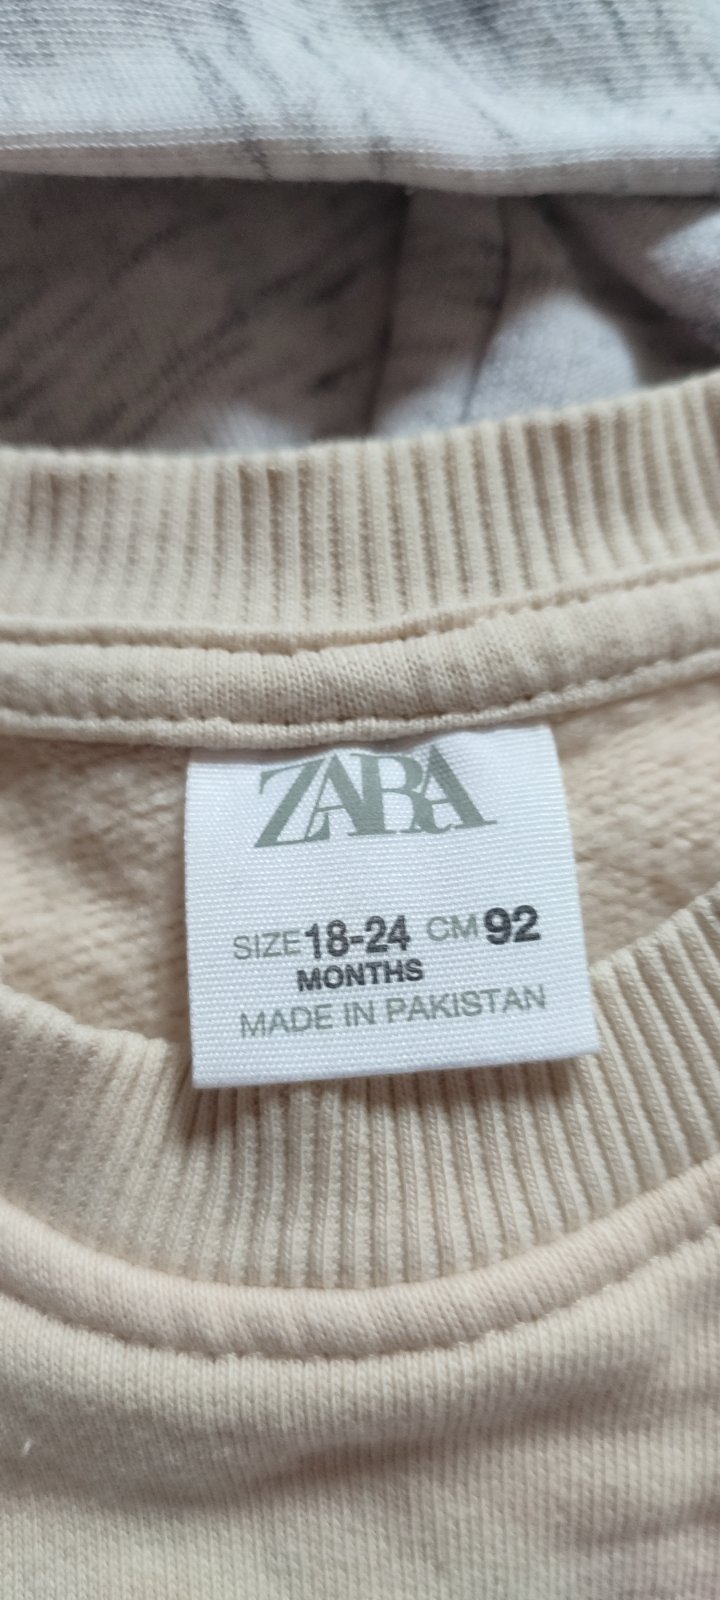 ZARA
SIZE 18-24 CM 92
MONTHS
MADE IN PAKISTAN